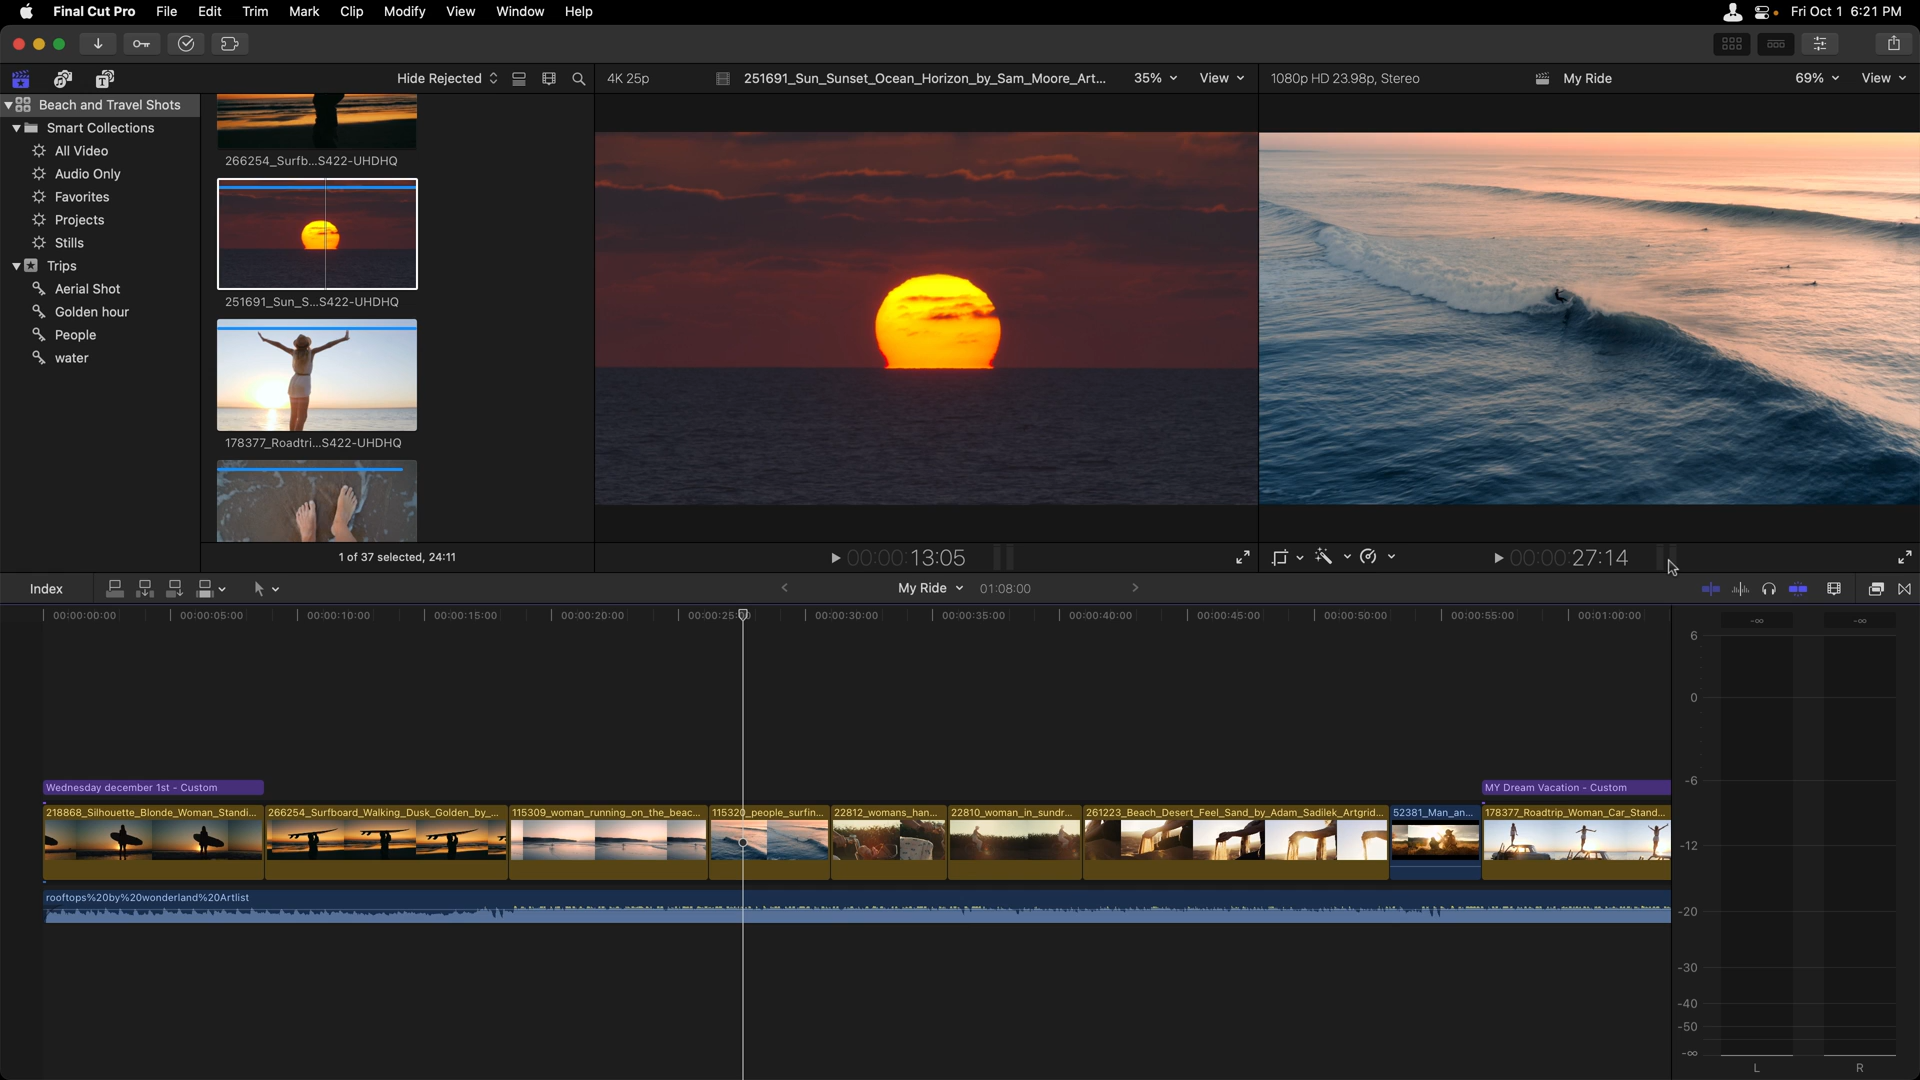 Final Cut Pro File Edit Trim Mark Clip Modify View Window Help Fri Oct 1 6:21 PM
Hide Rejected 4K 25p 251691_Sun_Sunset_Ocean_Horizon_by_Sam_Moore_Art... 35% View 1080p HD 23.98p, Stereo My Ride 69% View
Beach and Travel Shots
Smart Collections
All Video
Audio Only
Favorites
Projects
Stills
Trips
Aerial Shot
Golden hour
People
water
266254_Surfb...S422-UHDHQ
251691_Sun_S...S422-UHDHQ
178377_Roadtri...S422-UHDHQ
1 of 37 selected, 24:11
00:00:13:05
00:00:27:14
Index My Ride 01:08:00
00:00:00:00 00:00:05:00 00:00:10:00 00:00:15:00 00:00:20:00 00:00:25:0 00:00:30:00 00:00:35:00 00:00:40:00 00:00:45:00 00:00:50:00 00:00:55:00 00:01:00:00
Wednesday december 1st - Custom MY Dream Vacation - Custom
218868_Silhouette_Blonde_Woman_Standi... 266254_Surfboard_Walking_Dusk_Golden_by_... 115309_woman_running_on_the_beac... 115320_people_surfin... 22812_womans_han... 22810_woman_in_sundr... 261223_Beach_Desert_Feel_Sand_by_Adam_Sadilek_Artgrid... 52381_Man_an... 178377_Roadtrip_Woman_Car_Stand...
rooftops%20by%20wonderland%20Artlist
-∞ -∞
6
0
-6
-12
-20
-30
-40
-50
-∞
L R